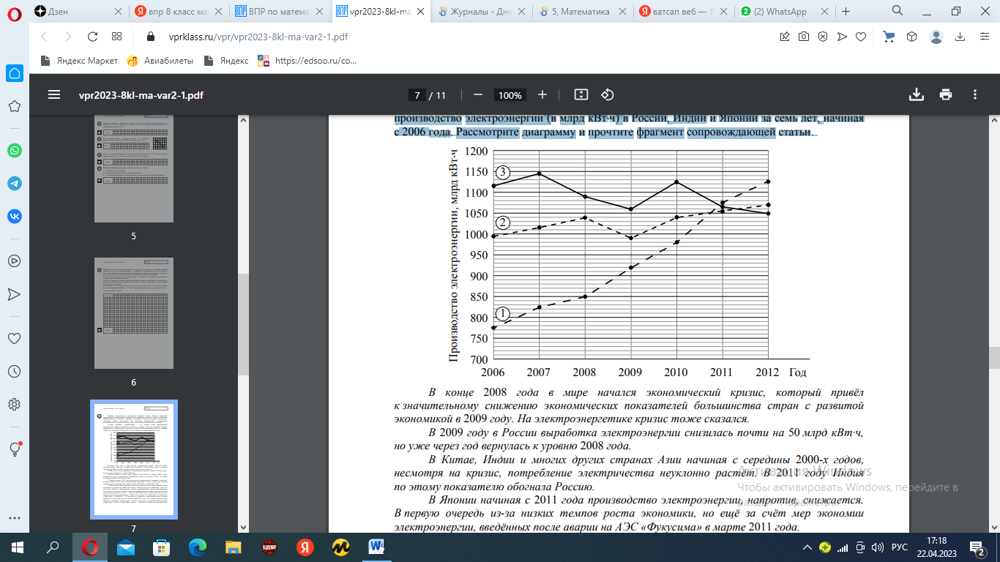 Дзен
впр 8 класс ма
ВПР по матема
vpr2023-8kl-ma
Журналы - Дне
5, Математика
ватсап веб — Я
(2) WhatsApp
vprklass.ru/vpr/vpr2023-8kl-ma-var2-1.pdf
Яндекс Маркет
Авиабилеты
Яндекс
https://edsoo.ru/co...
vpr2023-8kl-ma-var2-1.pdf
7 / 11
100%
5
6
7
производство электроэнергии (в млрд кВт·ч) в России, Индии и Японии за семь лет, начиная
с 2006 года. Рассмотрите диаграмму и прочтите фрагмент сопровождающей статьи.
Производство электроэнергии, млрд кВт·ч
1200
1150
1100
1050
1000
950
900
850
800
750
700
3
2
1
2006 2007 2008 2009 2010 2011 2012 Год
В конце 2008 года в мире начался экономический кризис, который привёл
к значительному снижению экономических показателей большинства стран с развитой
экономикой в 2009 году. На электроэнергетике кризис тоже сказался.
В 2009 году в России выработка электроэнергии снизилась почти на 50 млрд кВт·ч,
но уже через год вернулась к уровню 2008 года.
В Китае, Индии и многих других странах Азии начиная с середины 2000-х годов,
несмотря на кризис, потребление электричества неуклонно растёт. В 2011 году Индия
по этому показателю обогнала Россию.
В Японии начиная с 2011 года производство электроэнергии, напротив, снижается.
В первую очередь из-за низких темпов роста экономики, но ещё за счёт мер экономии
электроэнергии, введённых после аварии на АЭС «Фукусима» в марте 2011 года.
Активация Windows
Чтобы активировать Windows, перейдите в
раздел "Параметры".
РУС
17:18
22.04.2023
2